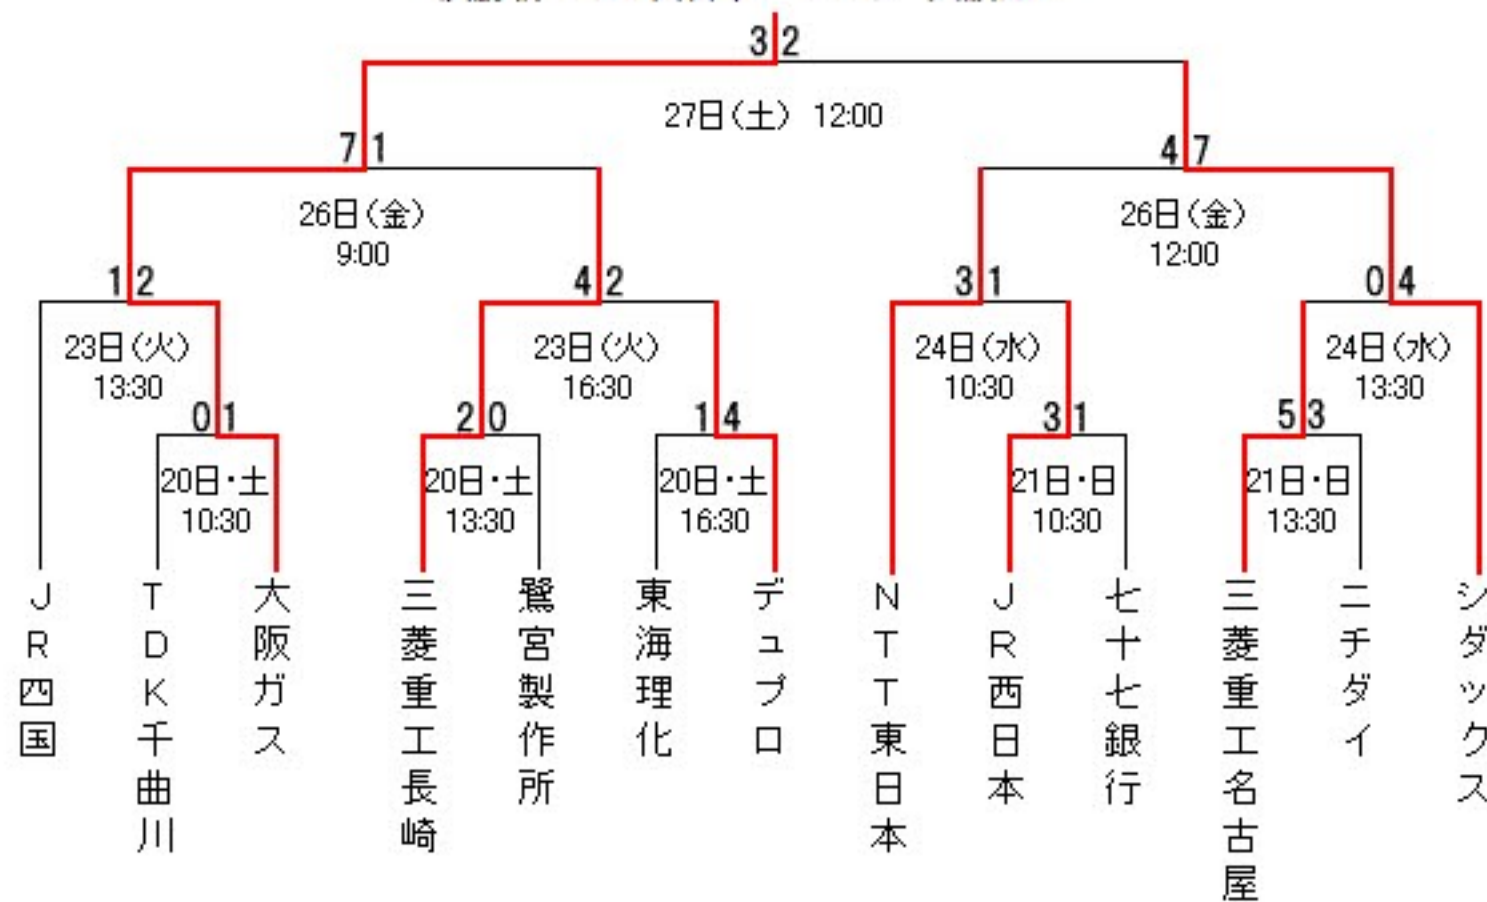 3 2
27日(土) 12:00
7 1
4 7
26日(金)
9:00
26日(金)
12:00
1 2
4 2
3 1
0 4
23日(火)
13:30
23日(火)
16:30
24日(水)
10:30
24日(水)
13:30
0 1
2 0
1 4
3 1
5 3
20日・土
10:30
20日・土
13:30
20日・土
16:30
21日・日
10:30
21日・日
13:30
JR四国
TDK千曲川
大阪ガス
三菱重工長崎
鷺宮製作所
東海理化
デュプロ
NTT東日本
JR西日本
七十七銀行
三菱重工名古屋
ニチダイ
シダックス